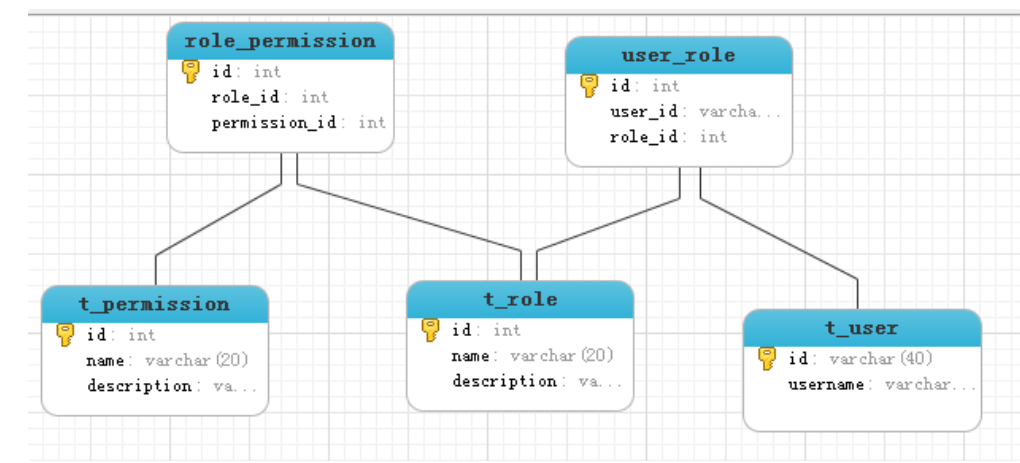 role_permission
id: int
role_id: int
permission_id: int
user_role
id: int
user_id: varcha...
role_id: int
t_permission
id: int
name: varchar(20)
description: va...
t_role
id: int
name: varchar(20)
description: va...
t_user
id: varchar(40)
username: varchar...